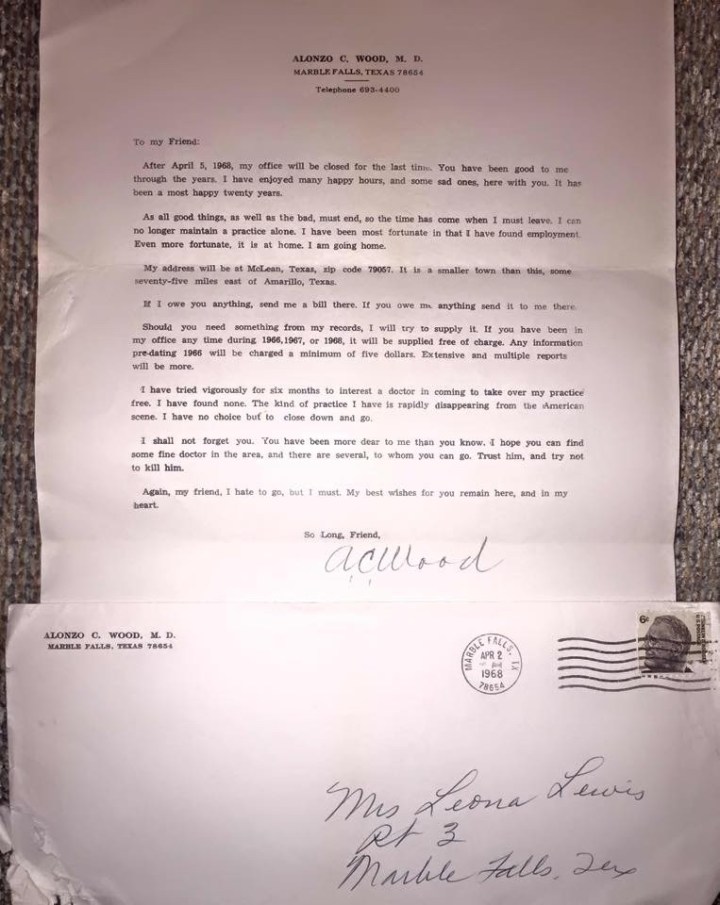 ALONZO C. WOOD, M. D.
MARBLE FALLS, TEXAS 78654
Telephone 693-4400
To my Friend:
After April 5, 1968, my office will be closed for the last time. You have been good to me
through the years. I have enjoyed many happy hours, and some sad ones, here with you. It has
been a most happy twenty years.
As all good things, as well as the bad, must end, so the time has come when I must leave. I can
no longer maintain a practice alone. I have been most fortunate in that I have found employment.
Even more fortunate, it is at home. I am going home.
My address will be at McLean, Texas, zip code 79057. It is a smaller town than this, some
seventy-five miles east of Amarillo, Texas.
If I owe you anything, send me a bill there. If you owe me anything send it to me there.
Should you need something from my records, I will try to supply it. If you have been in
my office any time during 1966,1967, or 1968, it will be supplied free of charge. Any information
pre-dating 1966 will be charged a minimum of five dollars. Extensive and multiple reports
will be more.
I have tried vigorously for six months to interest a doctor in coming to take over my practice
free. I have found none. The kind of practice I have is rapidly disappearing from the American
scene. I have no choice but to close down and go.
I shall not forget you. You have been more dear to me than you know. I hope you can find
some fine doctor in the area, and there are several, to whom you can go. Trust him, and try not
to kill him.
Again, my friend, I hate to go, but I must. My best wishes for you remain here, and in my
heart.
So Long, Friend,
A.C. Wood
ALONZO C. WOOD, M. D.
MARBLE FALLS, TEXAS 78654
MARBLE FALLS, TX
APR 2
1968
78654
6¢
Mrs Leona Lewis
Rt 3
Marble Falls, Tex